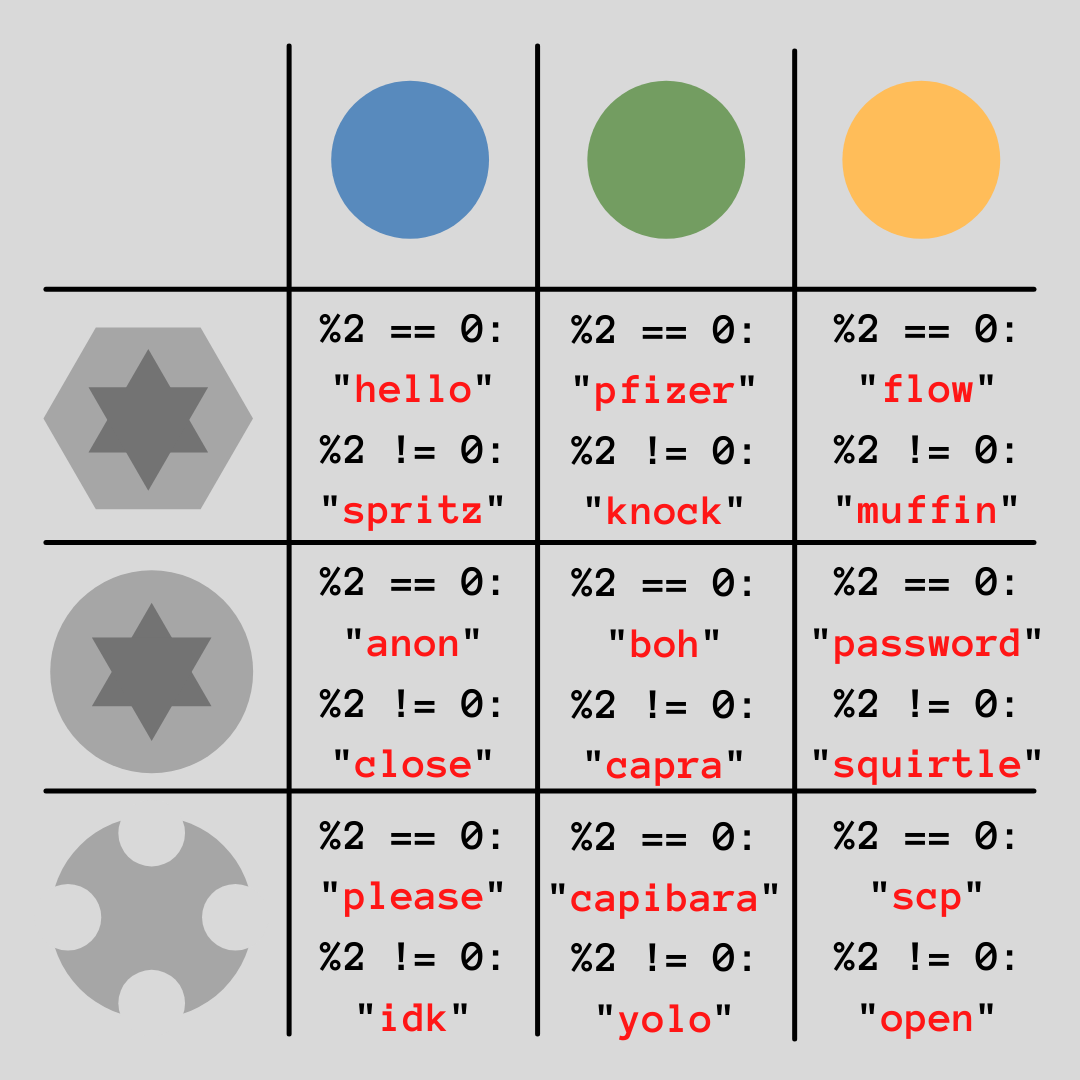 %2 == 0:
"hello"
%2 != 0:
"spritz"
%2 == 0:
"pfizer"
%2 != 0:
"knock"
%2 == 0:
"flow"
%2 != 0:
"muffin"
%2 == 0:
"anon"
%2 != 0:
"close"
%2 == 0:
"boh"
%2 != 0:
"capra"
%2 == 0:
"password"
%2 != 0:
"squirtle"
%2 == 0:
"please"
%2 != 0:
"idk"
%2 == 0:
"capibara"
%2 != 0:
"yolo"
%2 == 0:
"scp"
%2 != 0:
"open"